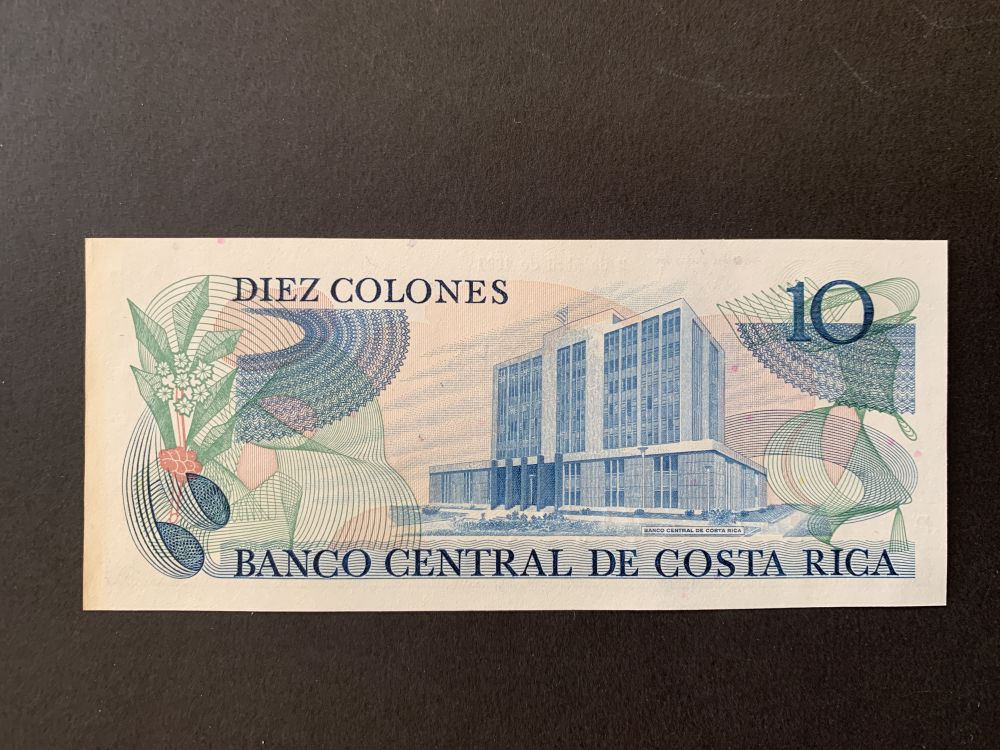 DIEZ COLONES
10
BANCO CENTRAL DE COSTA RICA
BANCO CENTRAL DE COSTA RICA